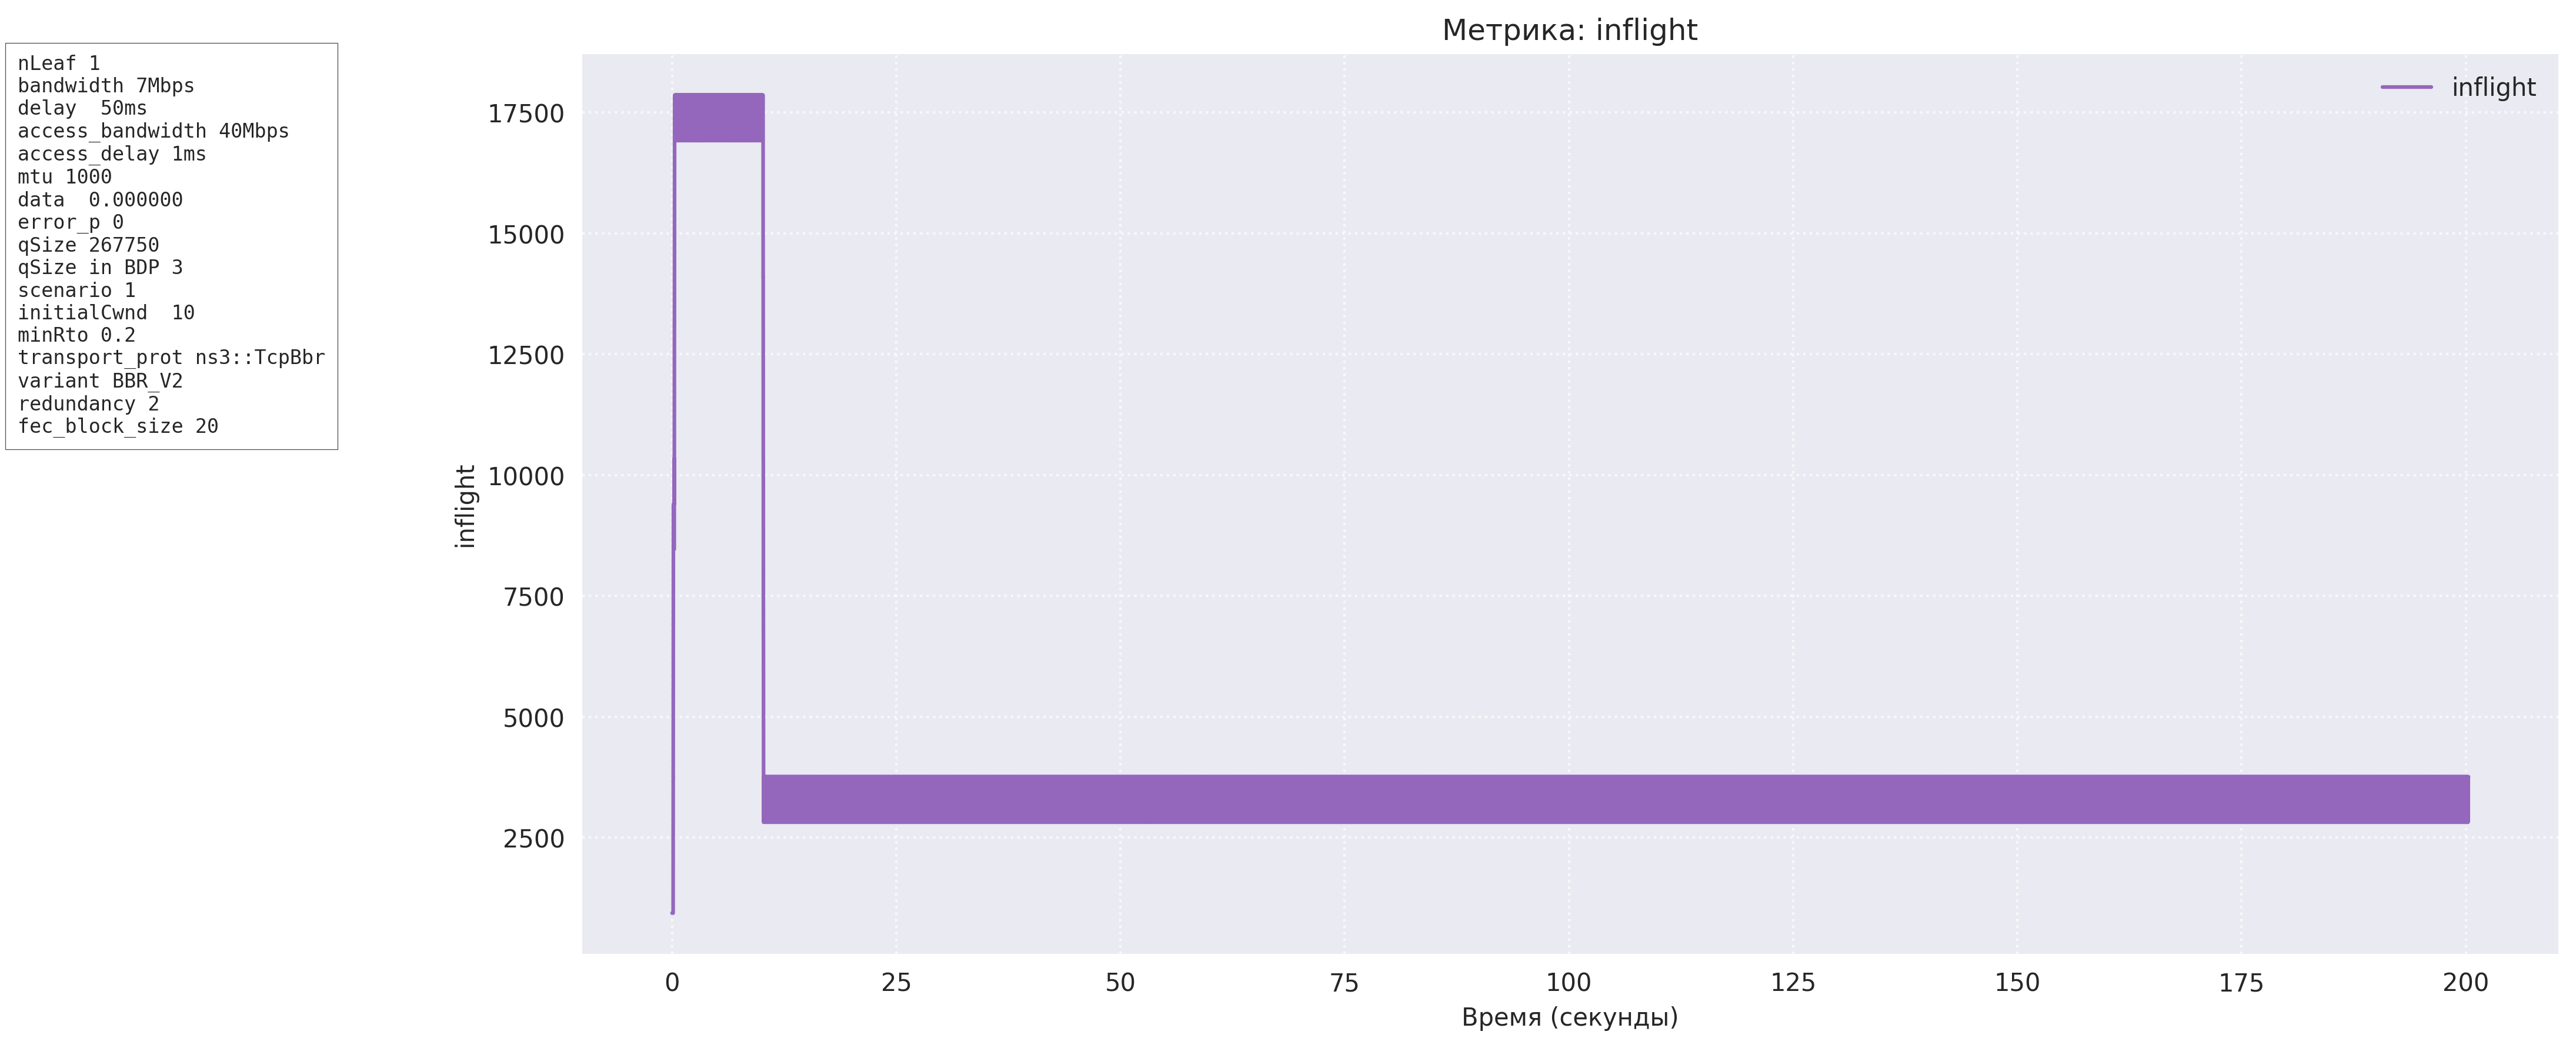 Метрика: inflight
nLeaf 1
bandwidth 7Mbps
delay  50ms
access_bandwidth 40Mbps
access_delay 1ms
mtu 1000
data  0.000000
error_p 0
qSize 267750
qSize in BDP 3
scenario 1
initialCwnd  10
minRto 0.2
transport_prot ns3::TcpBbr
variant BBR_V2
redundancy 2
fec_block_size 20
inflight
17500
15000
12500
10000
7500
5000
2500
inflight
0 25 50 75 100 125 150 175 200
Время (секунды)